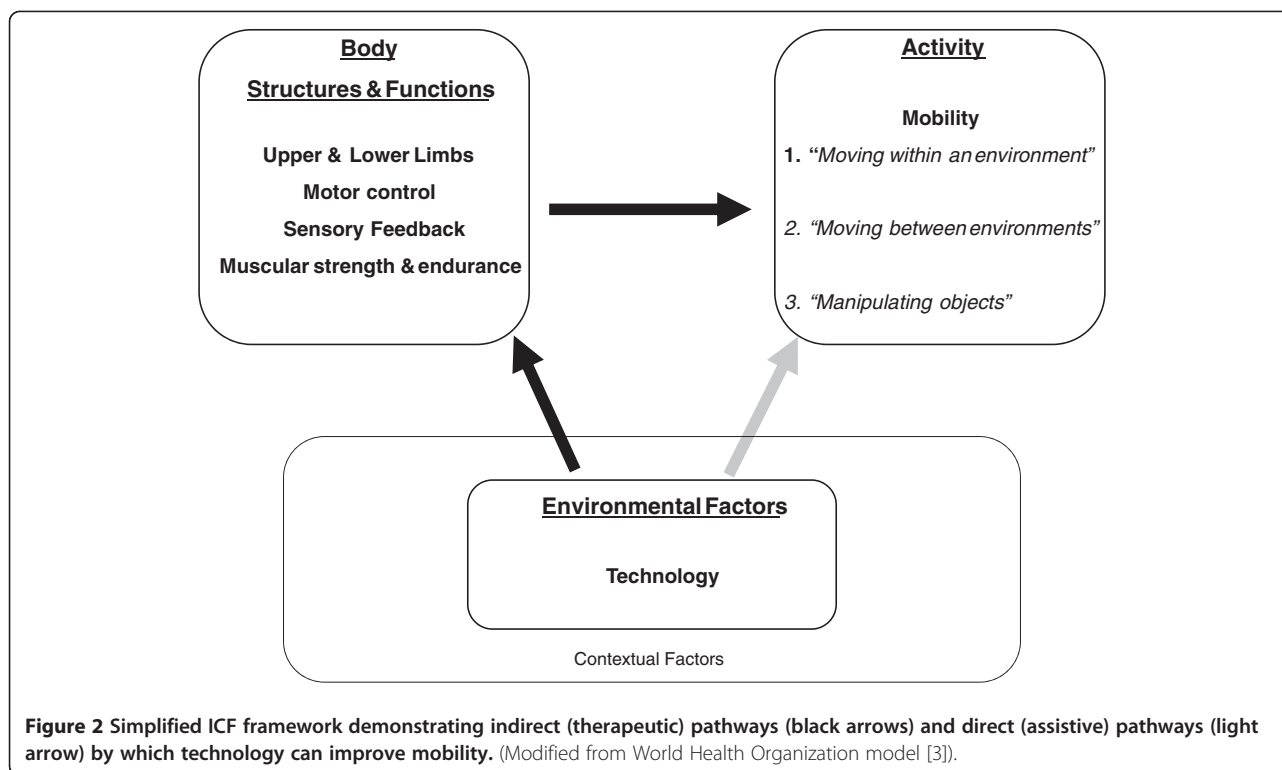 Body
Structures & Functions
Upper & Lower Limbs
Motor control
Sensory Feedback
Muscular strength & endurance
Activity
Mobility
1. “Moving within an environment”
2. “Moving between environments”
3. “Manipulating objects”
Environmental Factors
Technology
Contextual Factors
Figure 2 Simplified ICF framework demonstrating indirect (therapeutic) pathways (black arrows) and direct (assistive) pathways (light
arrow) by which technology can improve mobility. (Modified from World Health Organization model [3]).